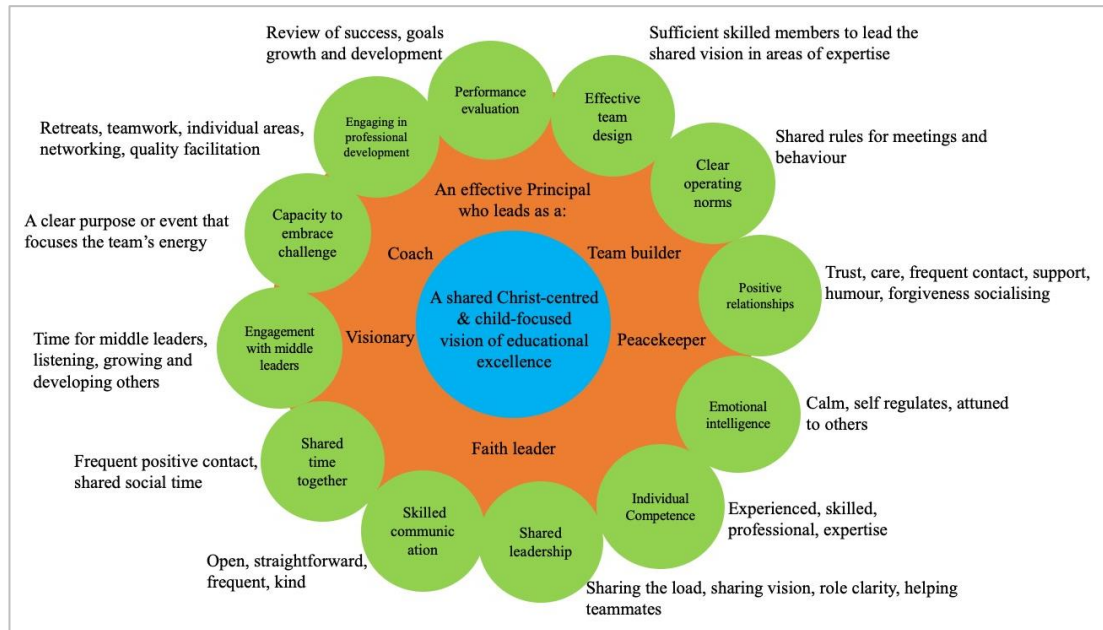 Review of success, goals
growth and development
Performance
evaluation
Sufficient skilled members to lead the
shared vision in areas of expertise
Effective
team
design
Shared rules for meetings and
behaviour
Clear
operating
norms
Trust, care, frequent contact, support,
humour, forgiveness socialising
Positive
relationships
Calm, self regulates, attuned
to others
Emotional
intelligence
Experienced, skilled,
professional, expertise
Individual
Competence
Sharing the load, sharing vision, role clarity, helping
teammates
Shared
leadership
Open, straightforward,
frequent, kind
Skilled
communic
ation
Frequent positive contact,
shared social time
Shared
time
together
Time for middle leaders,
listening, growing and
developing others
Engagement
with middle
leaders
A clear purpose or event that
focuses the team’s energy
Capacity to
embrace
challenge
Retreats, teamwork, individual areas,
networking, quality facilitation
Engaging in
professional
development
An effective Principal
who leads as a:
Coach
Team builder
Visionary
Peacekeeper
Faith leader
A shared Christ-centred
& child-focused
vision of educational
excellence